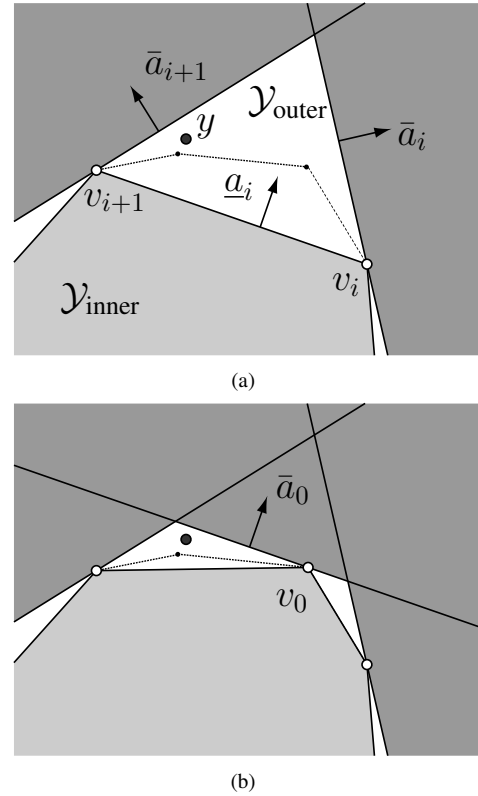 ā_{i+1}
𝒴_outer
y
ā_i
a̲_i
v_{i+1}
v_i
𝒴_inner
(a)
ā_0
v_0
(b)